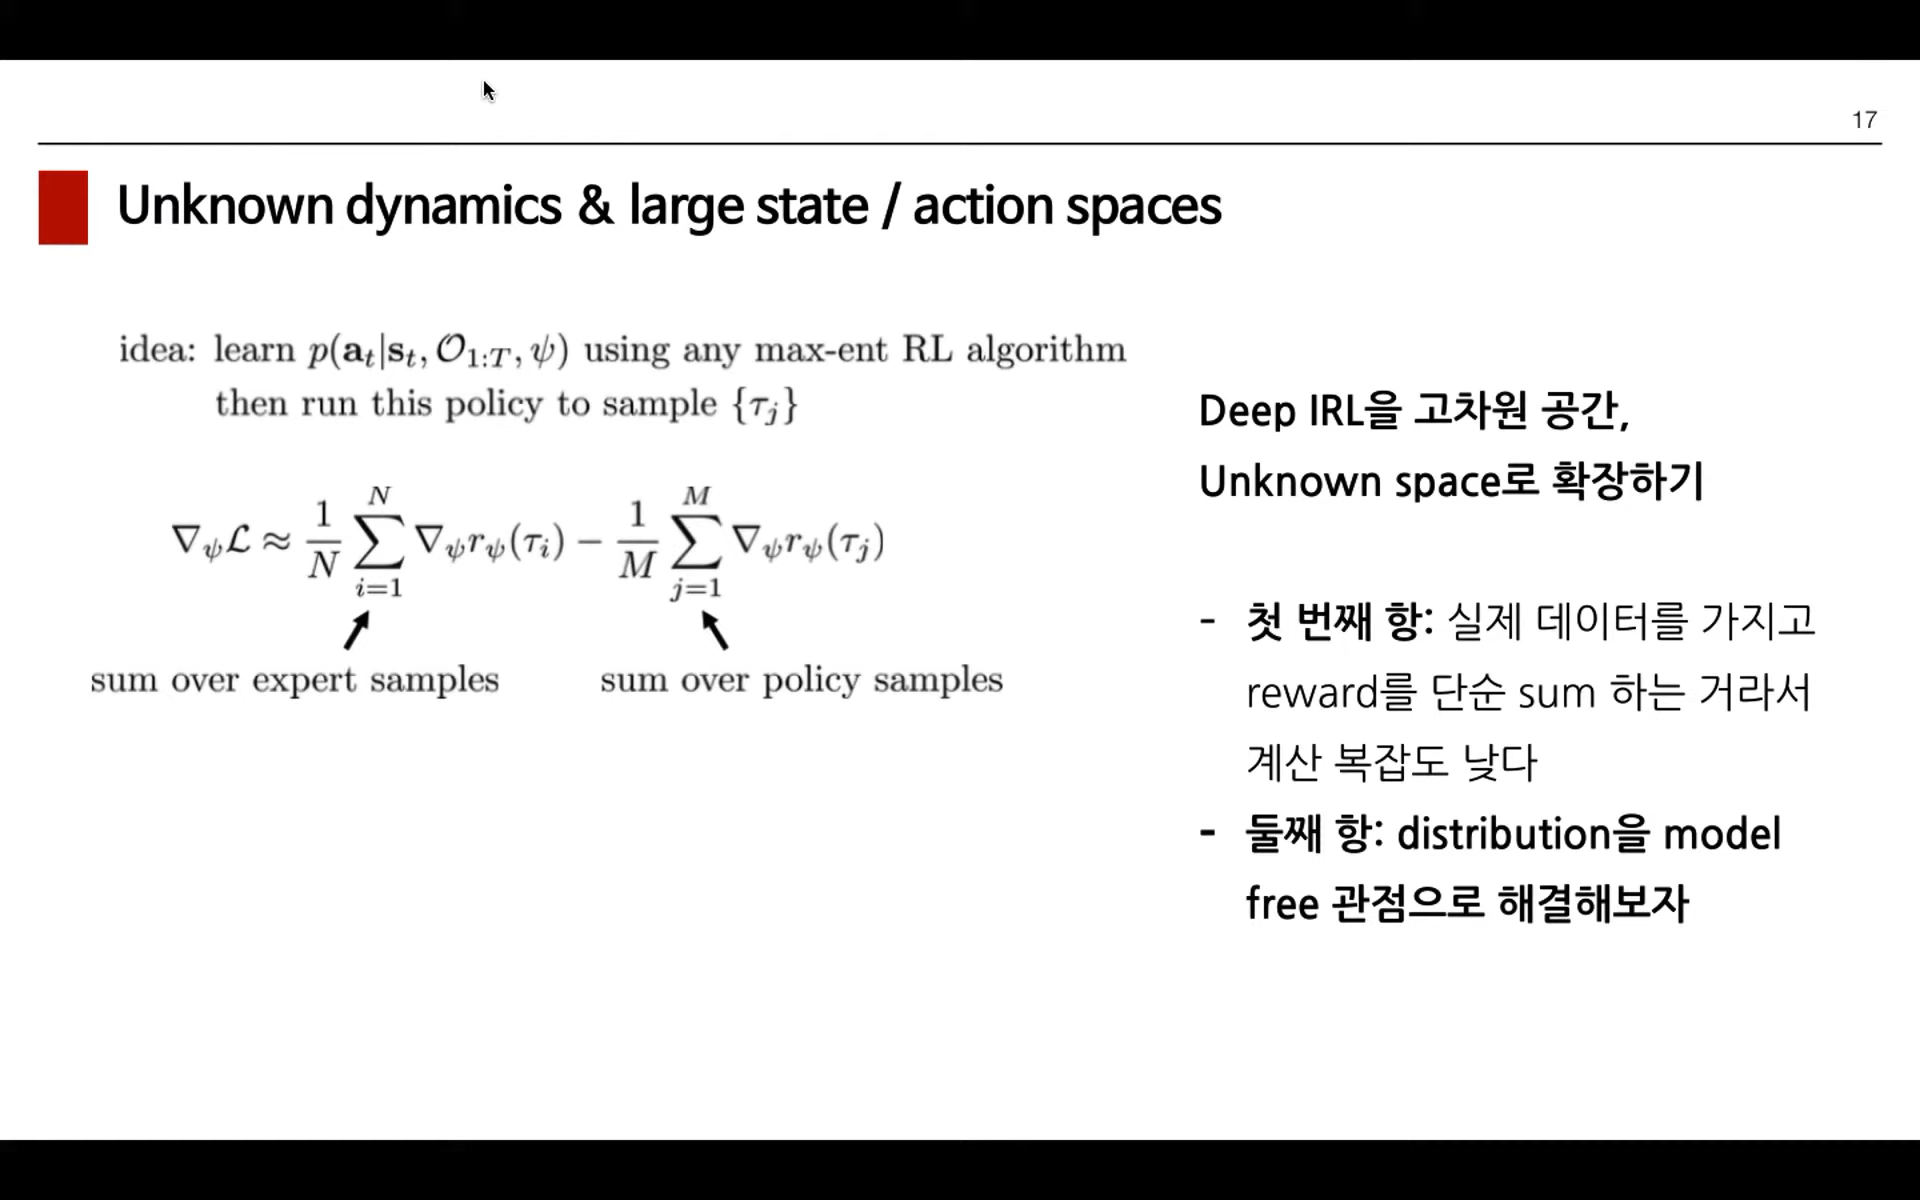 17
Unknown dynamics & large state / action spaces
idea: learn p(a_t|s_t, O_{1:T}, ψ) using any max-ent RL algorithm
then run this policy to sample {τ_j}
∇_ψ L ≈ 1/N ∑_{i=1}^{N} ∇_ψ r_ψ(τ_i) − 1/M ∑_{j=1}^{M} ∇_ψ r_ψ(τ_j)
sum over expert samples
sum over policy samples
Deep IRL을 고차원 공간,
Unknown space로 확장하기
- 첫 번째 항: 실제 데이터를 가지고
reward를 단순 sum 하는 거라서
계산 복잡도 낮다
- 둘째 항: distribution을 model
free 관점으로 해결해보자